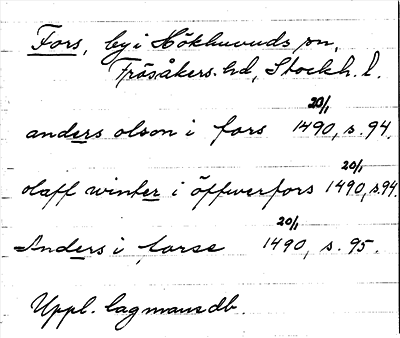 Fors, by i Hökhuvuds sn,
Frösåkers hd, Stockh. l.
anders olson i fors 20/1 1490, s. 94.
olaff winter i öffwerfors 20/1 1490, s 94.
Anders i forse 20/1 1490, s. 95.
Uppl. lagmansdb.